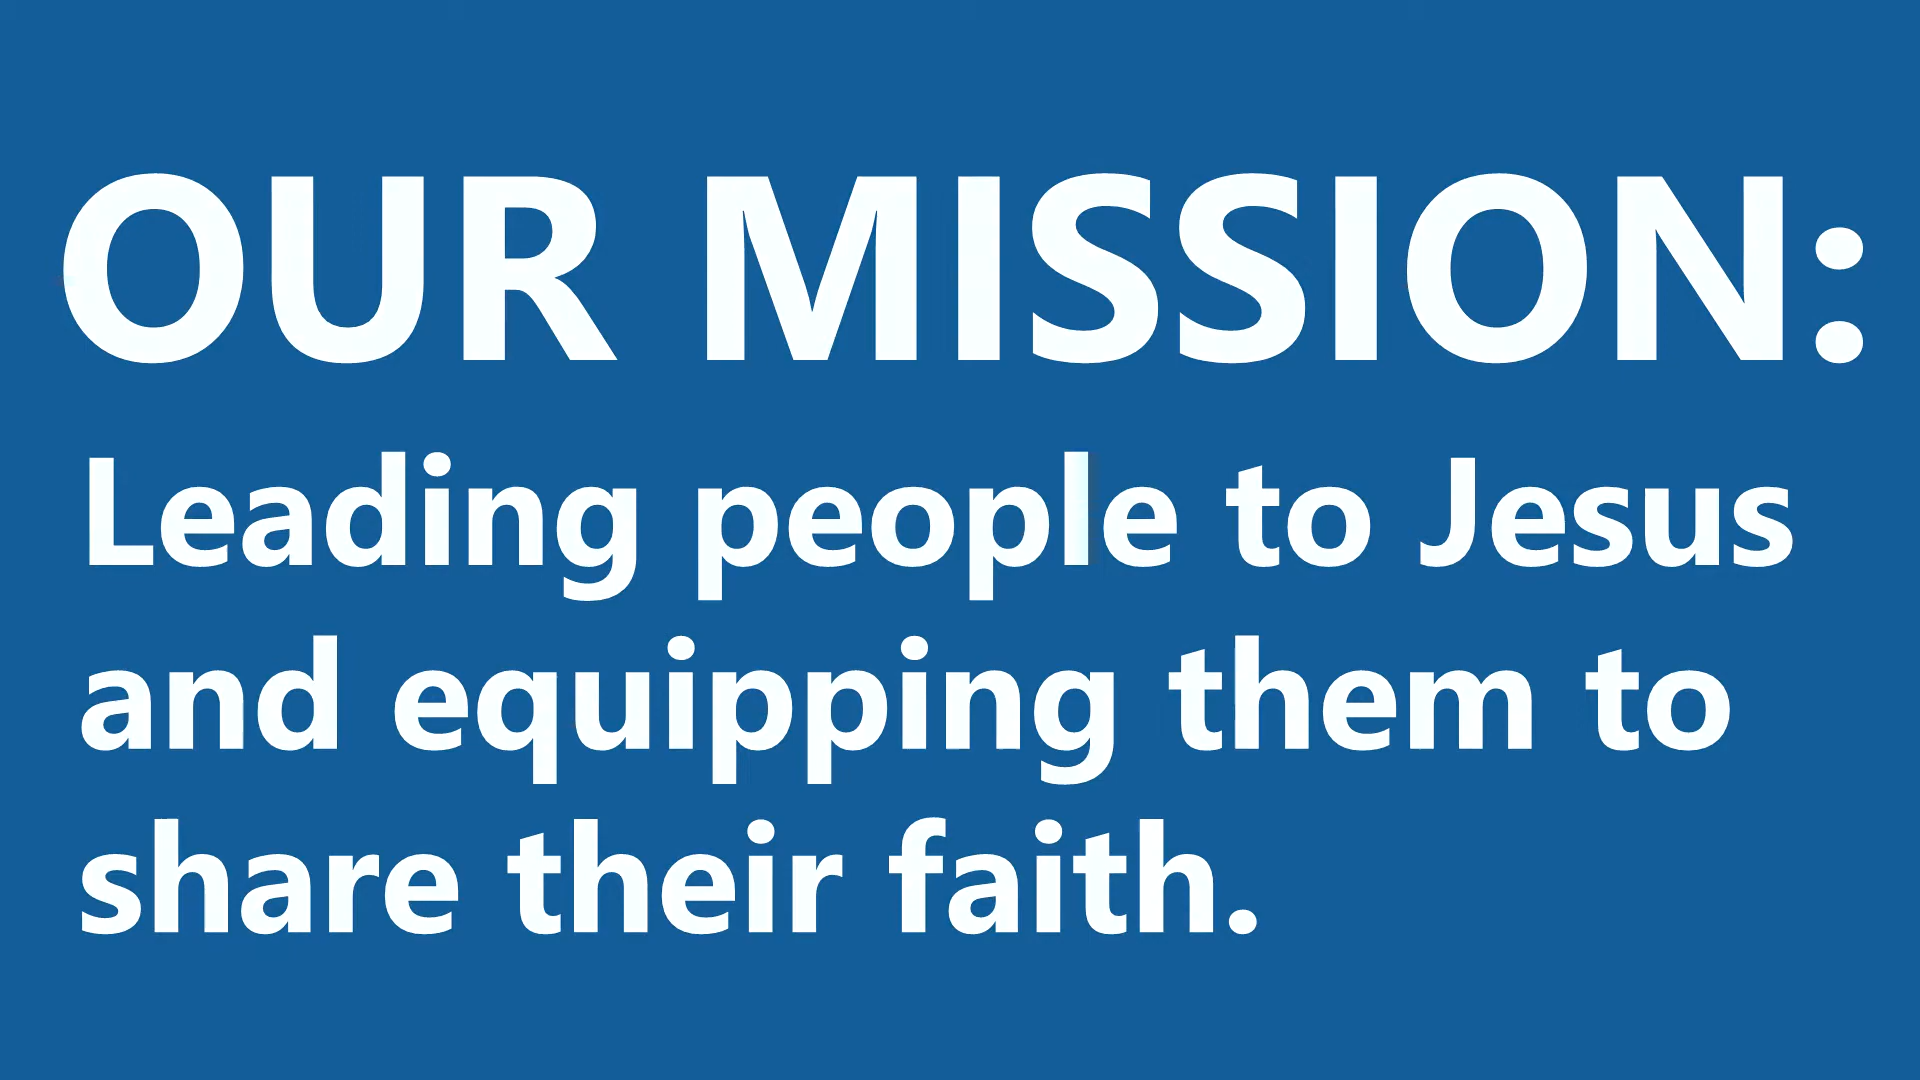 OUR MISSION:
Leading people to Jesus
and equipping them to
share their faith.